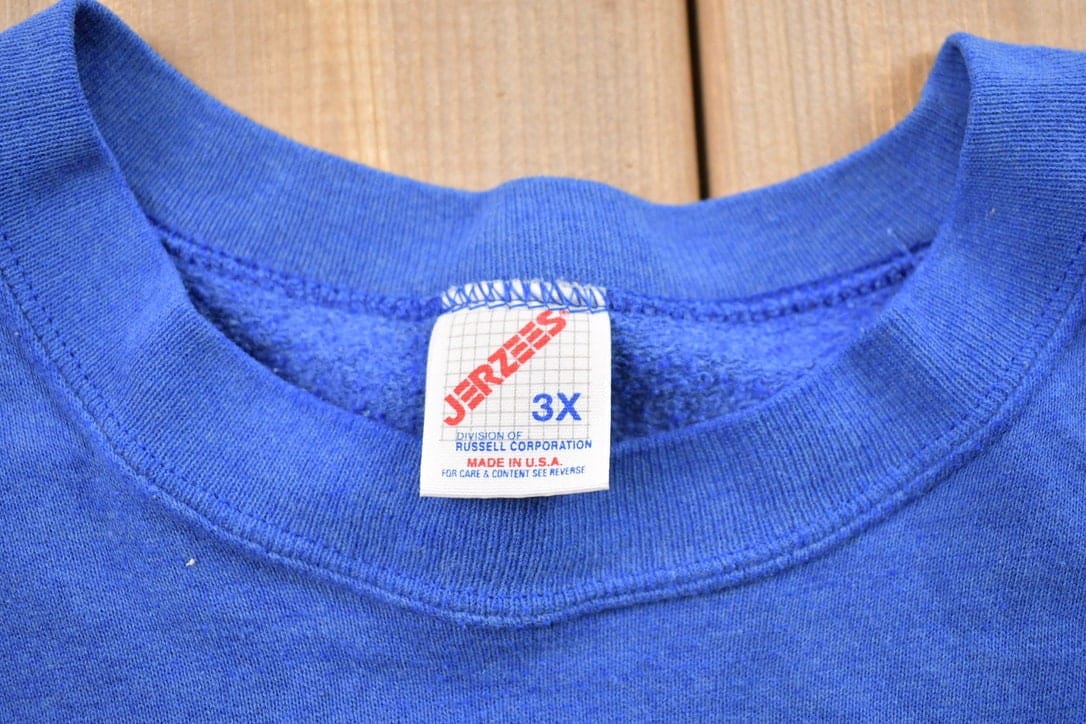 JERZEES
3X
DIVISION OF
RUSSELL CORPORATION
MADE IN U.S.A.
FOR CARE & CONTENT SEE REVERSE